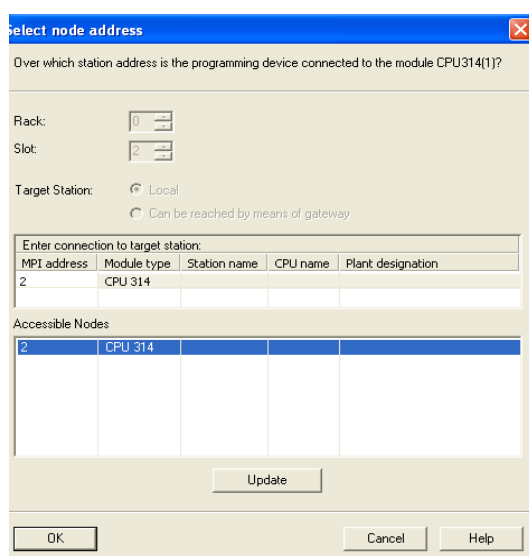 Select node address
Over which station address is the programming device connected to the module CPU314(1)?
Rack: 0
Slot: 2
Target Station: Local
Can be reached by means of gateway
Enter connection to target station:
MPI address Module type Station name CPU name Plant designation
2 CPU 314
Accessible Nodes
2 CPU 314
Update
OK Cancel Help